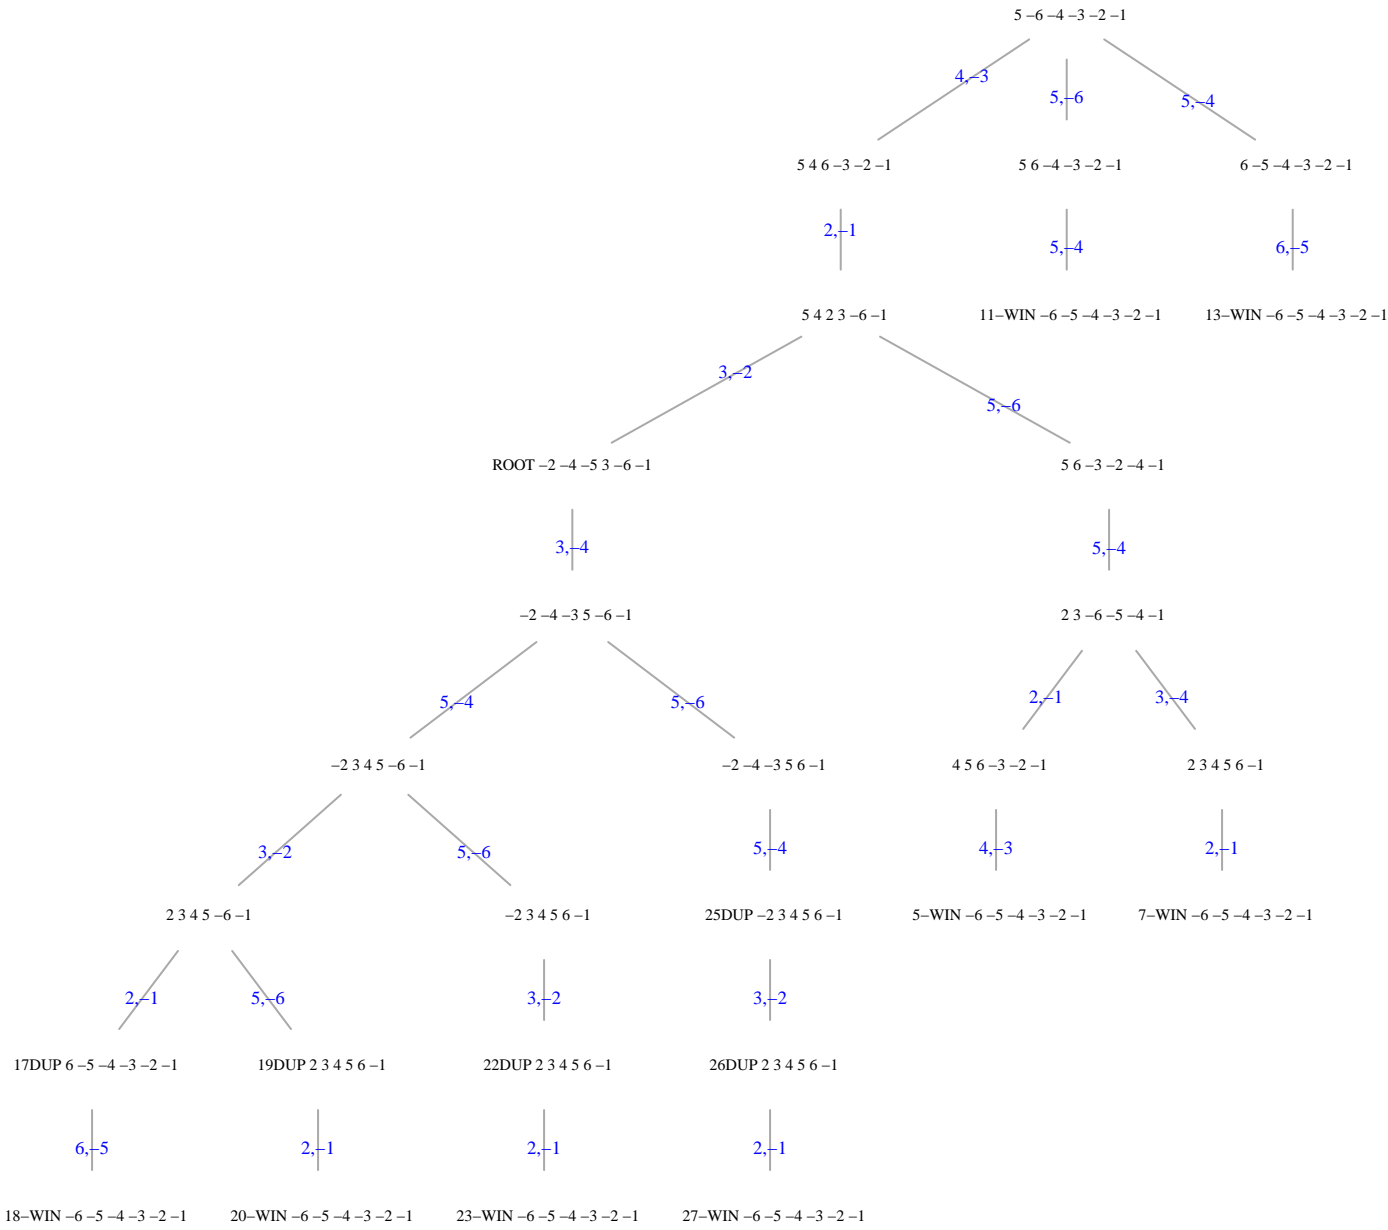 5 –6 –4 –3 –2 –1
4,–3
5,–6
5,–4
5 4 6 –3 –2 –1
5 6 –4 –3 –2 –1
6 –5 –4 –3 –2 –1
2,–1
5,–4
6,–5
5 4 2 3 –6 –1
11–WIN –6 –5 –4 –3 –2 –1
13–WIN –6 –5 –4 –3 –2 –1
3,–2
5,–6
ROOT –2 –4 –5 3 –6 –1
5 6 –3 –2 –4 –1
3,–4
5,–4
–2 –4 –3 5 –6 –1
2 3 –6 –5 –4 –1
5,–4
5,–6
2,–1
3,–4
–2 3 4 5 –6 –1
–2 –4 –3 5 6 –1
4 5 6 –3 –2 –1
2 3 4 5 6 –1
3,–2
5,–6
5,–4
4,–3
2,–1
2 3 4 5 –6 –1
–2 3 4 5 6 –1
25DUP –2 3 4 5 6 –1
5–WIN –6 –5 –4 –3 –2 –1
7–WIN –6 –5 –4 –3 –2 –1
2,–1
5,–6
3,–2
3,–2
17DUP 6 –5 –4 –3 –2 –1
19DUP 2 3 4 5 6 –1
22DUP 2 3 4 5 6 –1
26DUP 2 3 4 5 6 –1
6,–5
2,–1
2,–1
2,–1
18–WIN –6 –5 –4 –3 –2 –1
20–WIN –6 –5 –4 –3 –2 –1
23–WIN –6 –5 –4 –3 –2 –1
27–WIN –6 –5 –4 –3 –2 –1